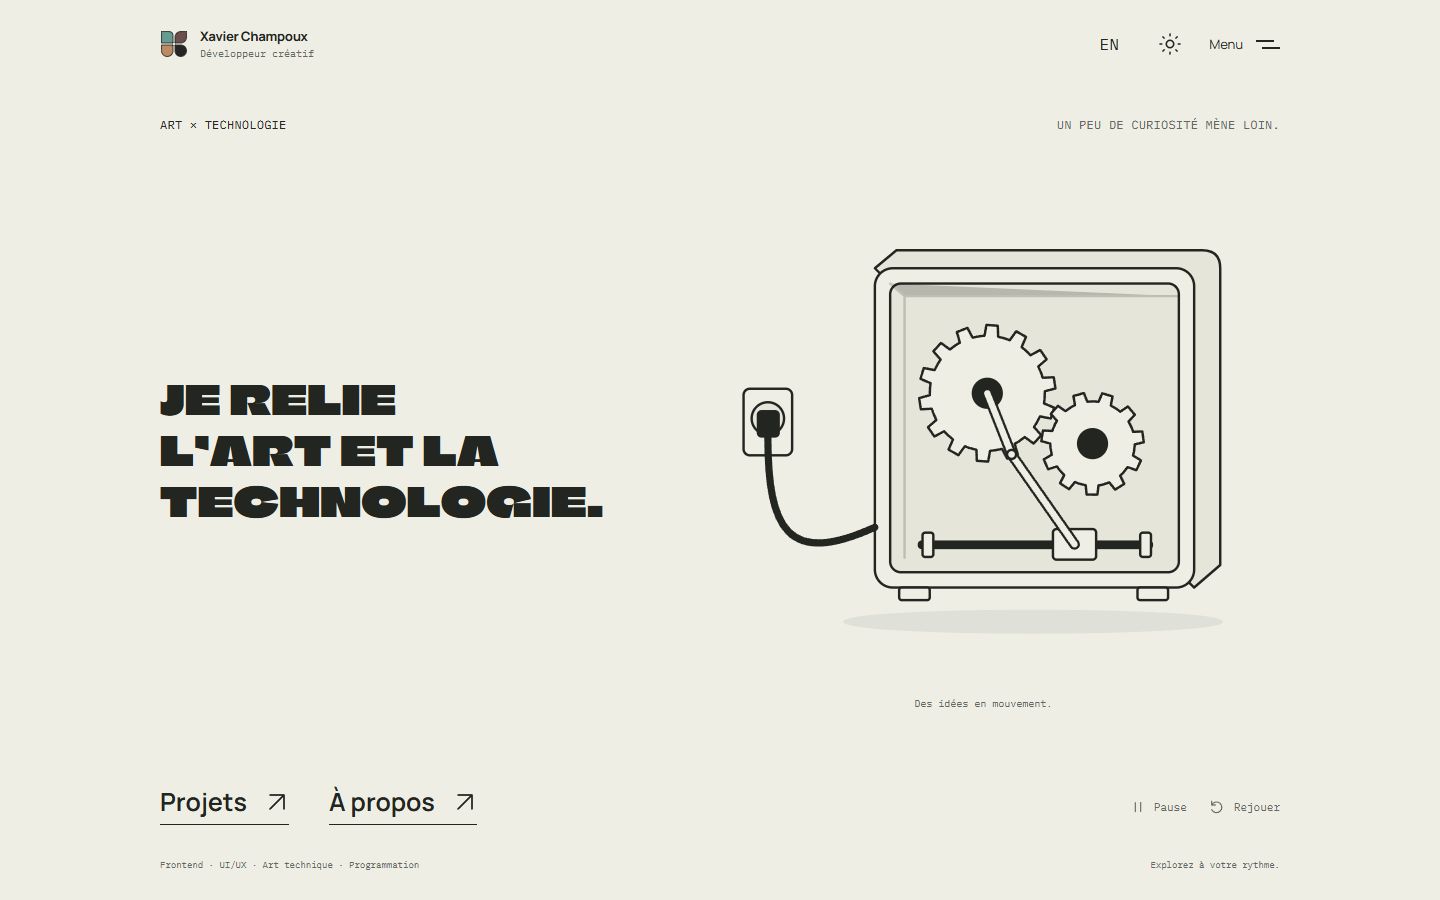 Xavier Champoux
Développeur créatif
EN
Menu
ART × TECHNOLOGIE
UN PEU DE CURIOSITÉ MÈNE LOIN.
JE RELIE
L'ART ET LA
TECHNOLOGIE.
Des idées en mouvement.
Projets
À propos
Pause
Rejouer
Frontend · UI/UX · Art technique · Programmation
Explorez à votre rythme.